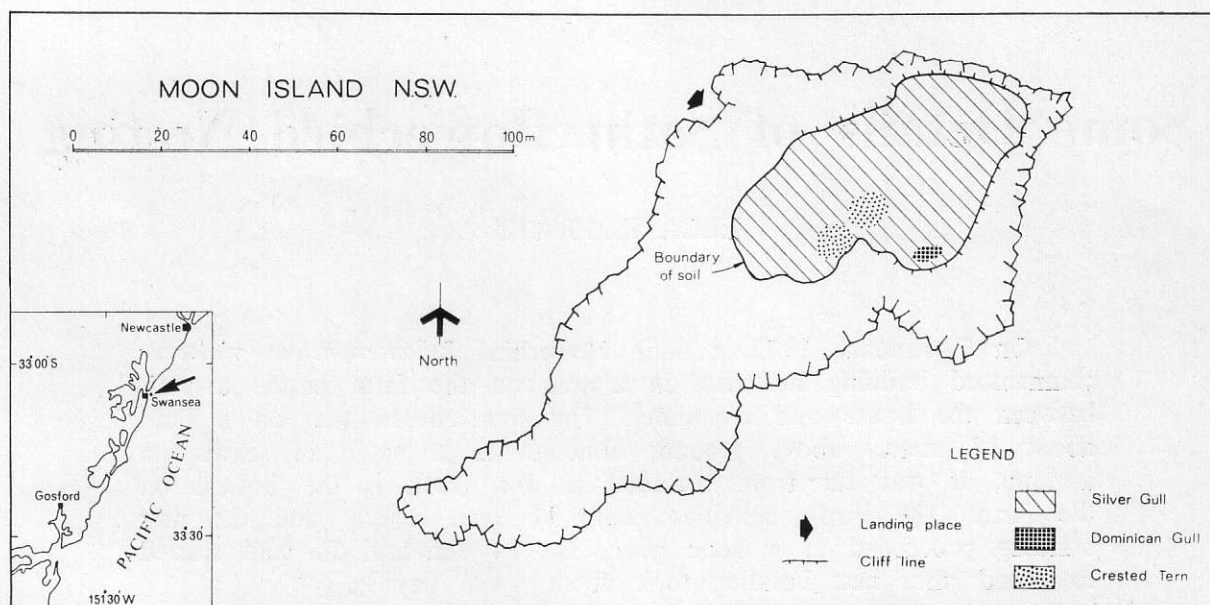 MOON ISLAND N.S.W.
0 20 40 60 80 100 m
Boundary
of soil
North
Newcastle
33°00'S
Swansea
PACIFIC OCEAN
Gosford
33°30
151°30 W
LEGEND
Landing place
Cliff line
Silver Gull
Dominican Gull
Crested Tern